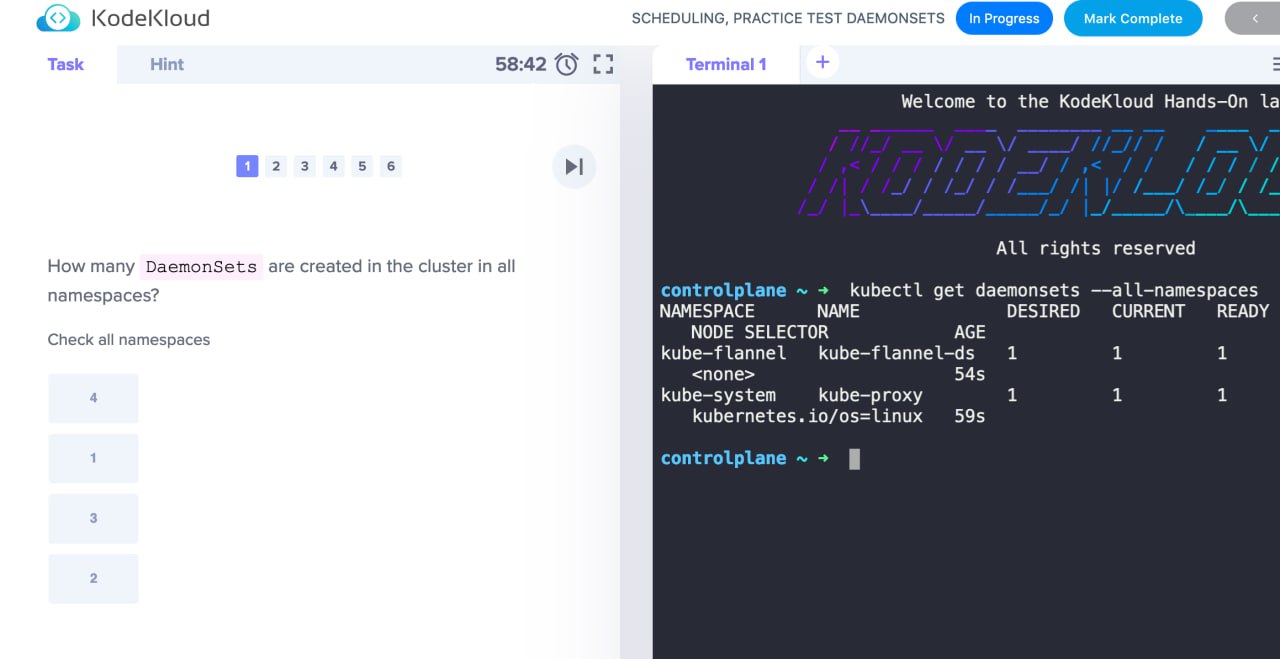 KodeKloud
SCHEDULING, PRACTICE TEST DAEMONSETS
In Progress
Mark Complete
Task
Hint
58:42
1 2 3 4 5 6
How many DaemonSets are created in the cluster in all
namespaces?
Check all namespaces
4
1
3
2
Terminal 1
Welcome to the KodeKloud Hands-On la
All rights reserved
controlplane ~ ➜ kubectl get daemonsets --all-namespaces
NAMESPACE NAME DESIRED CURRENT READY
NODE SELECTOR AGE
kube-flannel kube-flannel-ds 1 1 1
<none> 54s
kube-system kube-proxy 1 1 1
kubernetes.io/os=linux 59s
controlplane ~ ➜